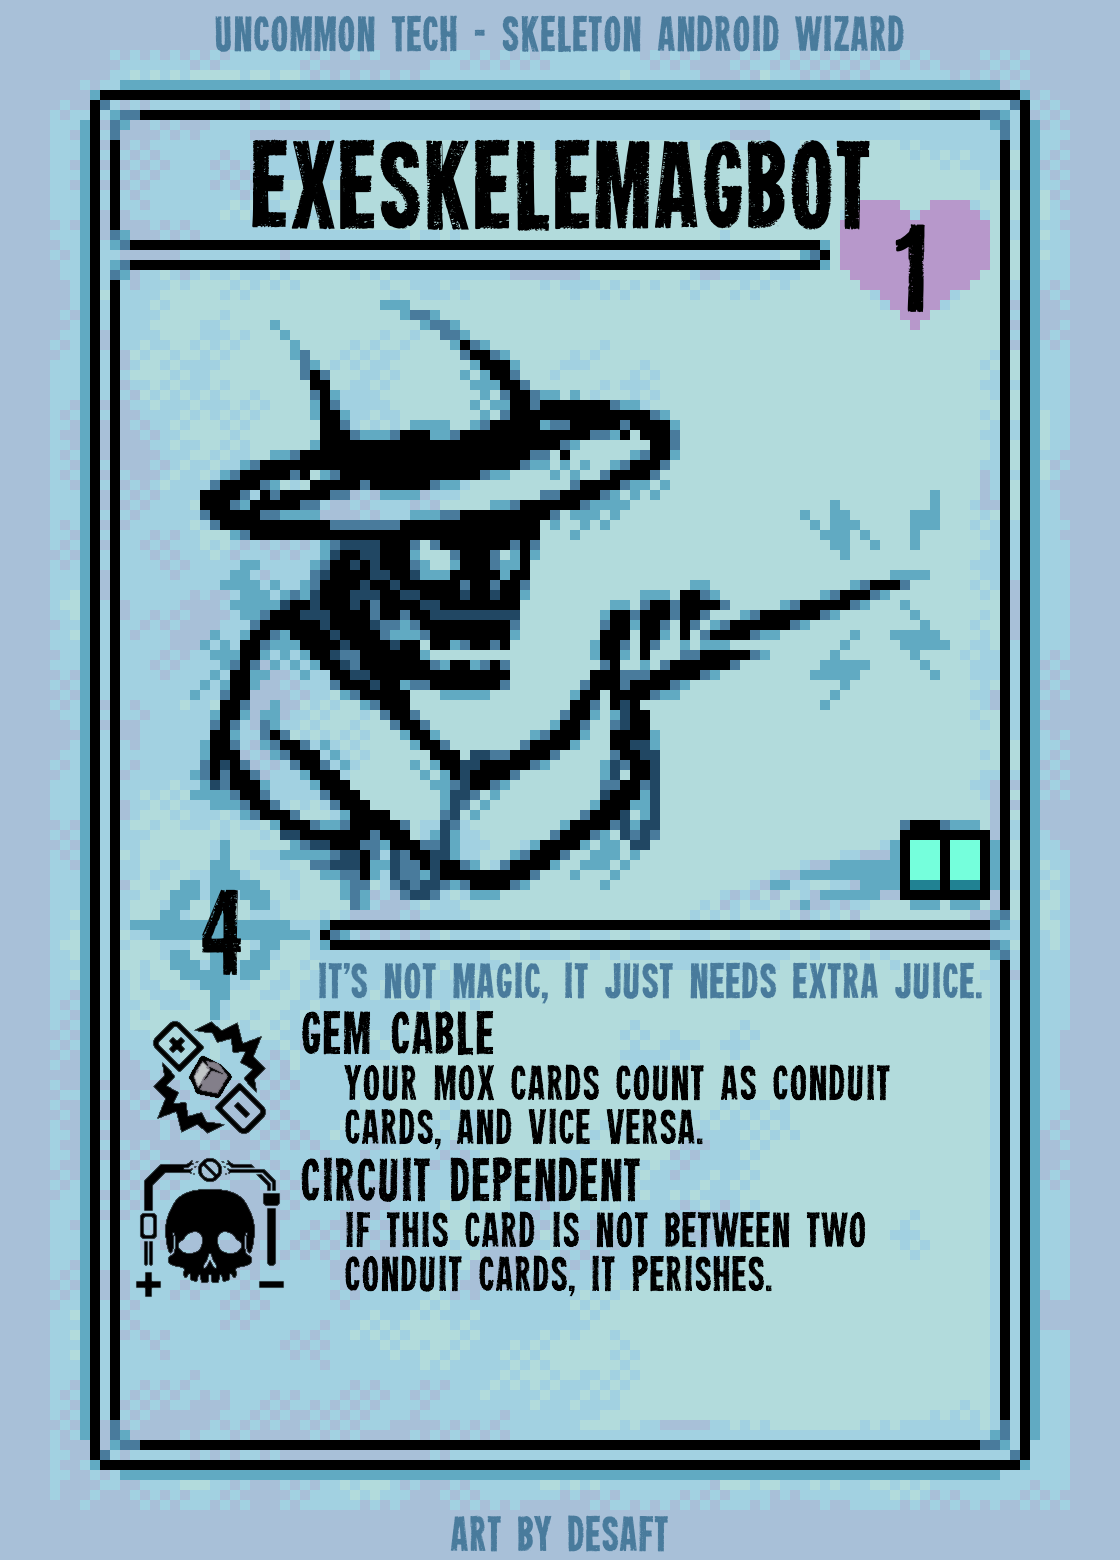 UNCOMMON TECH - SKELETON ANDROID WIZARD
EXESKELEMAGBOT
1
4
IT'S NOT MAGIC, IT JUST NEEDS EXTRA JUICE.
GEM CABLE
YOUR MOX CARDS COUNT AS CONDUIT
CARDS, AND VICE VERSA.
CIRCUIT DEPENDENT
IF THIS CARD IS NOT BETWEEN TWO
CONDUIT CARDS, IT PERISHES.
ART BY DESAFT